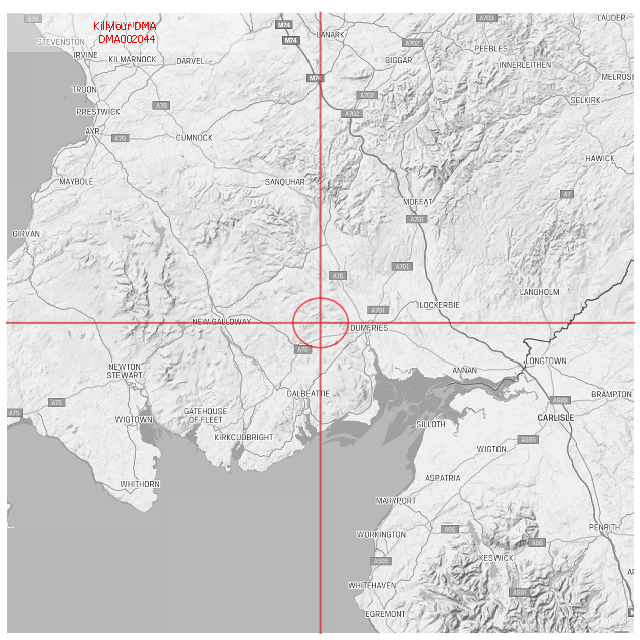 A78
Killylour DMA
DMA002044
M74
M74
A703
LAUDER
STEVENSTON
LANARK
A702
PEEBLES
IRVINE
KILMARNOCK
DARVEL
BIGGAR
INNERLEITHEN
MELROSE
M74
TROON
A702
SELKIRK
PRESTWICK
A76
A702
AYR
A70
CUMNOCK
HAWICK
MAYBOLE
SANQUHAR
A7
MOFFAT
A701
GIRVAN
A76
A701
LANGHOLM
LOCKERBIE
A701
NEW GALLOWAY
DUMFRIES
A75
LONGTOWN
NEWTON
STEWART
ANNAN
DALBEATTIE
BRAMPTON
A75
A689
A75
WIGTOWN
GATEHOUSE
OF FLEET
CARLISLE
SILLOTH
KIRKCUDBRIGHT
A595
WIGTON
WHITHORN
ASPATRIA
MARYPORT
A66
PENRITH
WORKINGTON
A66
KESWICK
A595
WHITEHAVEN
A591
EGREMONT